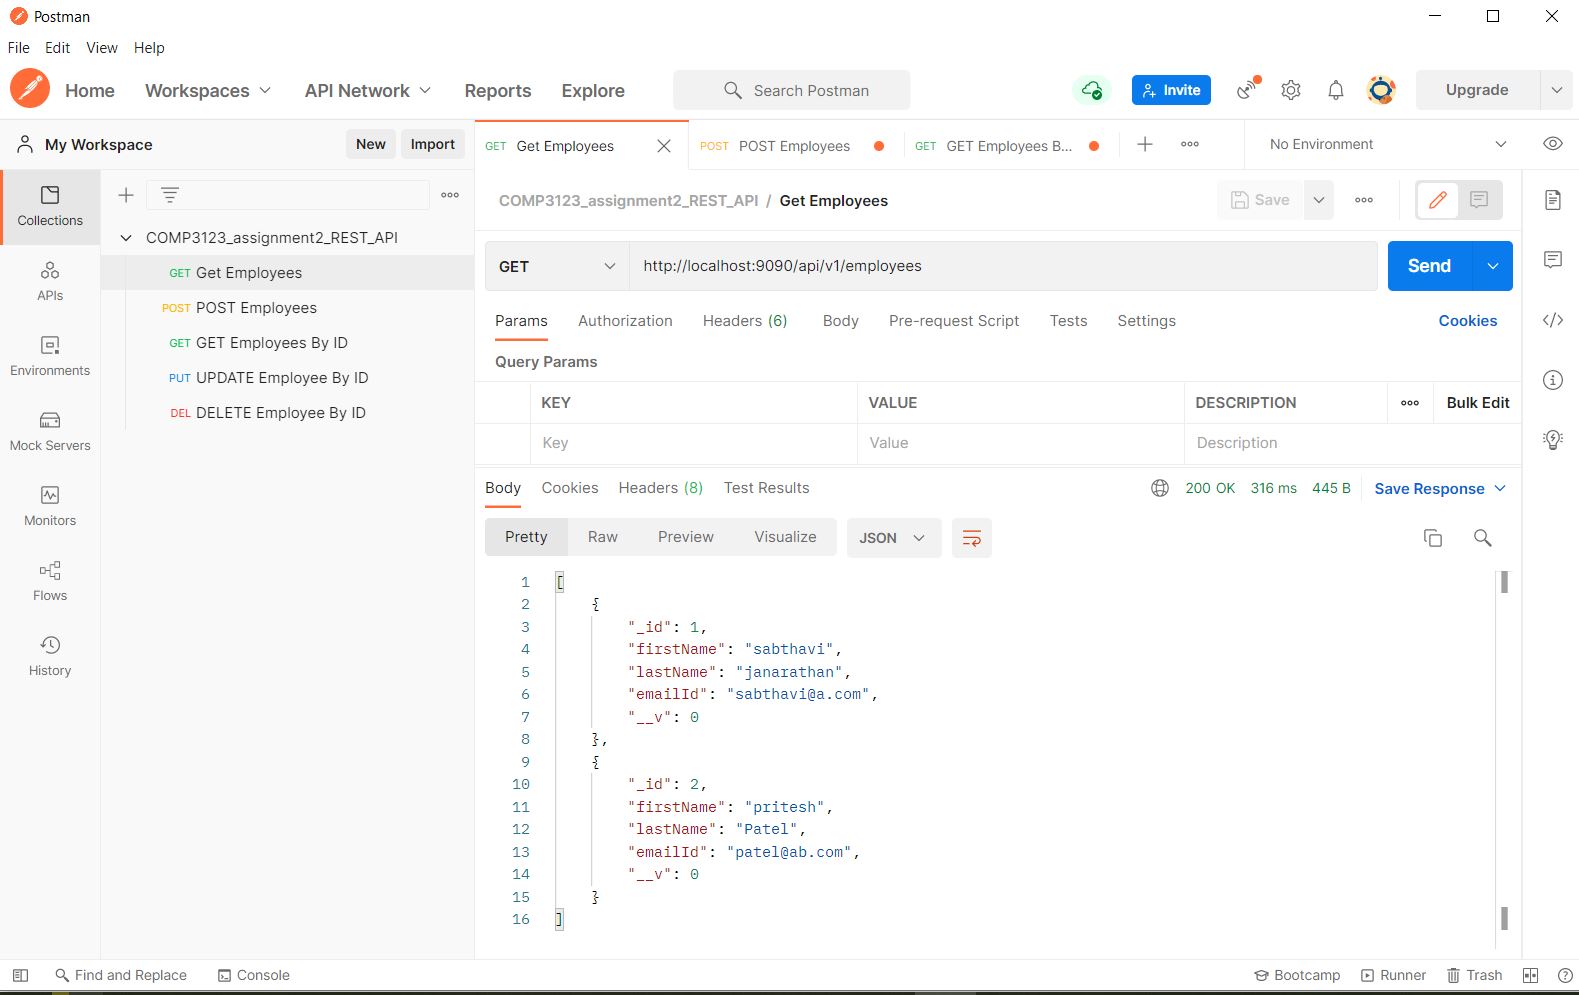 Postman
File Edit View Help
Home Workspaces API Network Reports Explore Search Postman Invite Upgrade
My Workspace New Import
GET Get Employees POST POST Employees GET GET Employees B... No Environment
Collections
APIs
Environments
Mock Servers
Monitors
Flows
History
COMP3123_assignment2_REST_API
GET Get Employees
POST POST Employees
GET GET Employees By ID
PUT UPDATE Employee By ID
DEL DELETE Employee By ID
COMP3123_assignment2_REST_API / Get Employees Save
GET http://localhost:9090/api/v1/employees Send
Params Authorization Headers (6) Body Pre-request Script Tests Settings Cookies
Query Params
KEY VALUE DESCRIPTION Bulk Edit
Key Value Description
Body Cookies Headers (8) Test Results 200 OK 316 ms 445 B Save Response
Pretty Raw Preview Visualize JSON
1 [
2 {
3 "_id": 1,
4 "firstName": "sabthavi",
5 "lastName": "janarathan",
6 "emailId": "sabthavi@a.com",
7 "__v": 0
8 },
9 {
10 "_id": 2,
11 "firstName": "pritesh",
12 "lastName": "Patel",
13 "emailId": "patel@ab.com",
14 "__v": 0
15 }
16 ]
Find and Replace Console Bootcamp Runner Trash